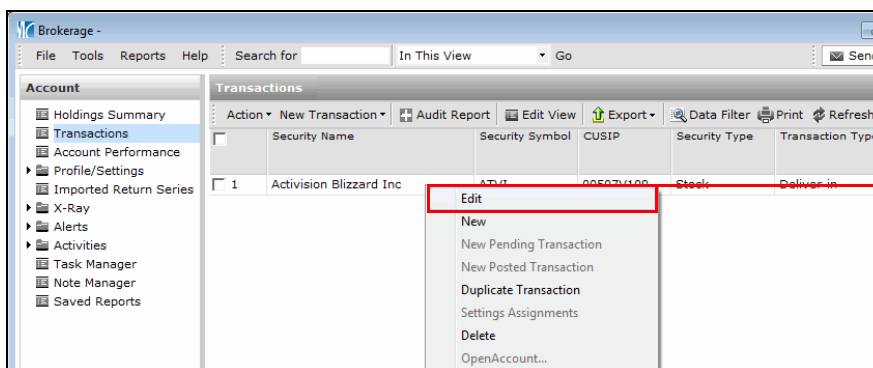 Brokerage -
File Tools Reports Help Search for In This View Go
Account
Holdings Summary
Transactions
Account Performance
Profile/Settings
Imported Return Series
X-Ray
Alerts
Activities
Task Manager
Note Manager
Saved Reports
Transactions
Action New Transaction Audit Report Edit View Export Data Filter Print Refresh
Security Name Security Symbol CUSIP Security Type
1 Activision Blizzard Inc ATVI Stock Deliver-in
Edit
New
New Pending Transaction
New Posted Transaction
Duplicate Transaction
Settings Assignments
Delete
OpenAccount...